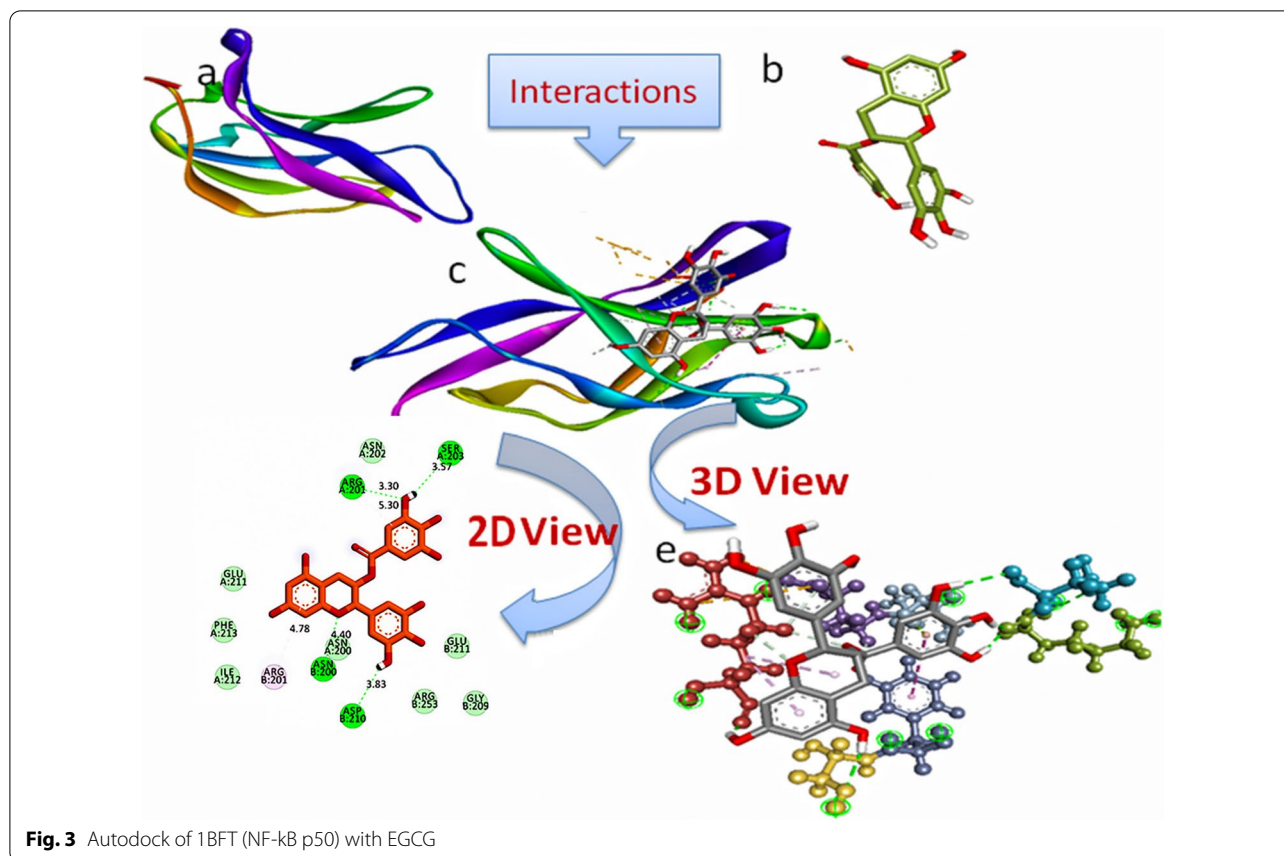 a
Interactions
b
c
ASN
A:202
SER
A:203
3.57
ARG
A:201
3.30
5.30
2D View
3D View
e
GLU
A:211
PHE
A:213
ILE
A:212
4.78
ARG
B:201
4.40
ASN
A:200
ASN
B:200
GLU
B:211
3.83
ASP
B:210
ARG
B:253
GLY
B:209
Fig. 3 Autodock of 1BFT (NF-kB p50) with EGCG